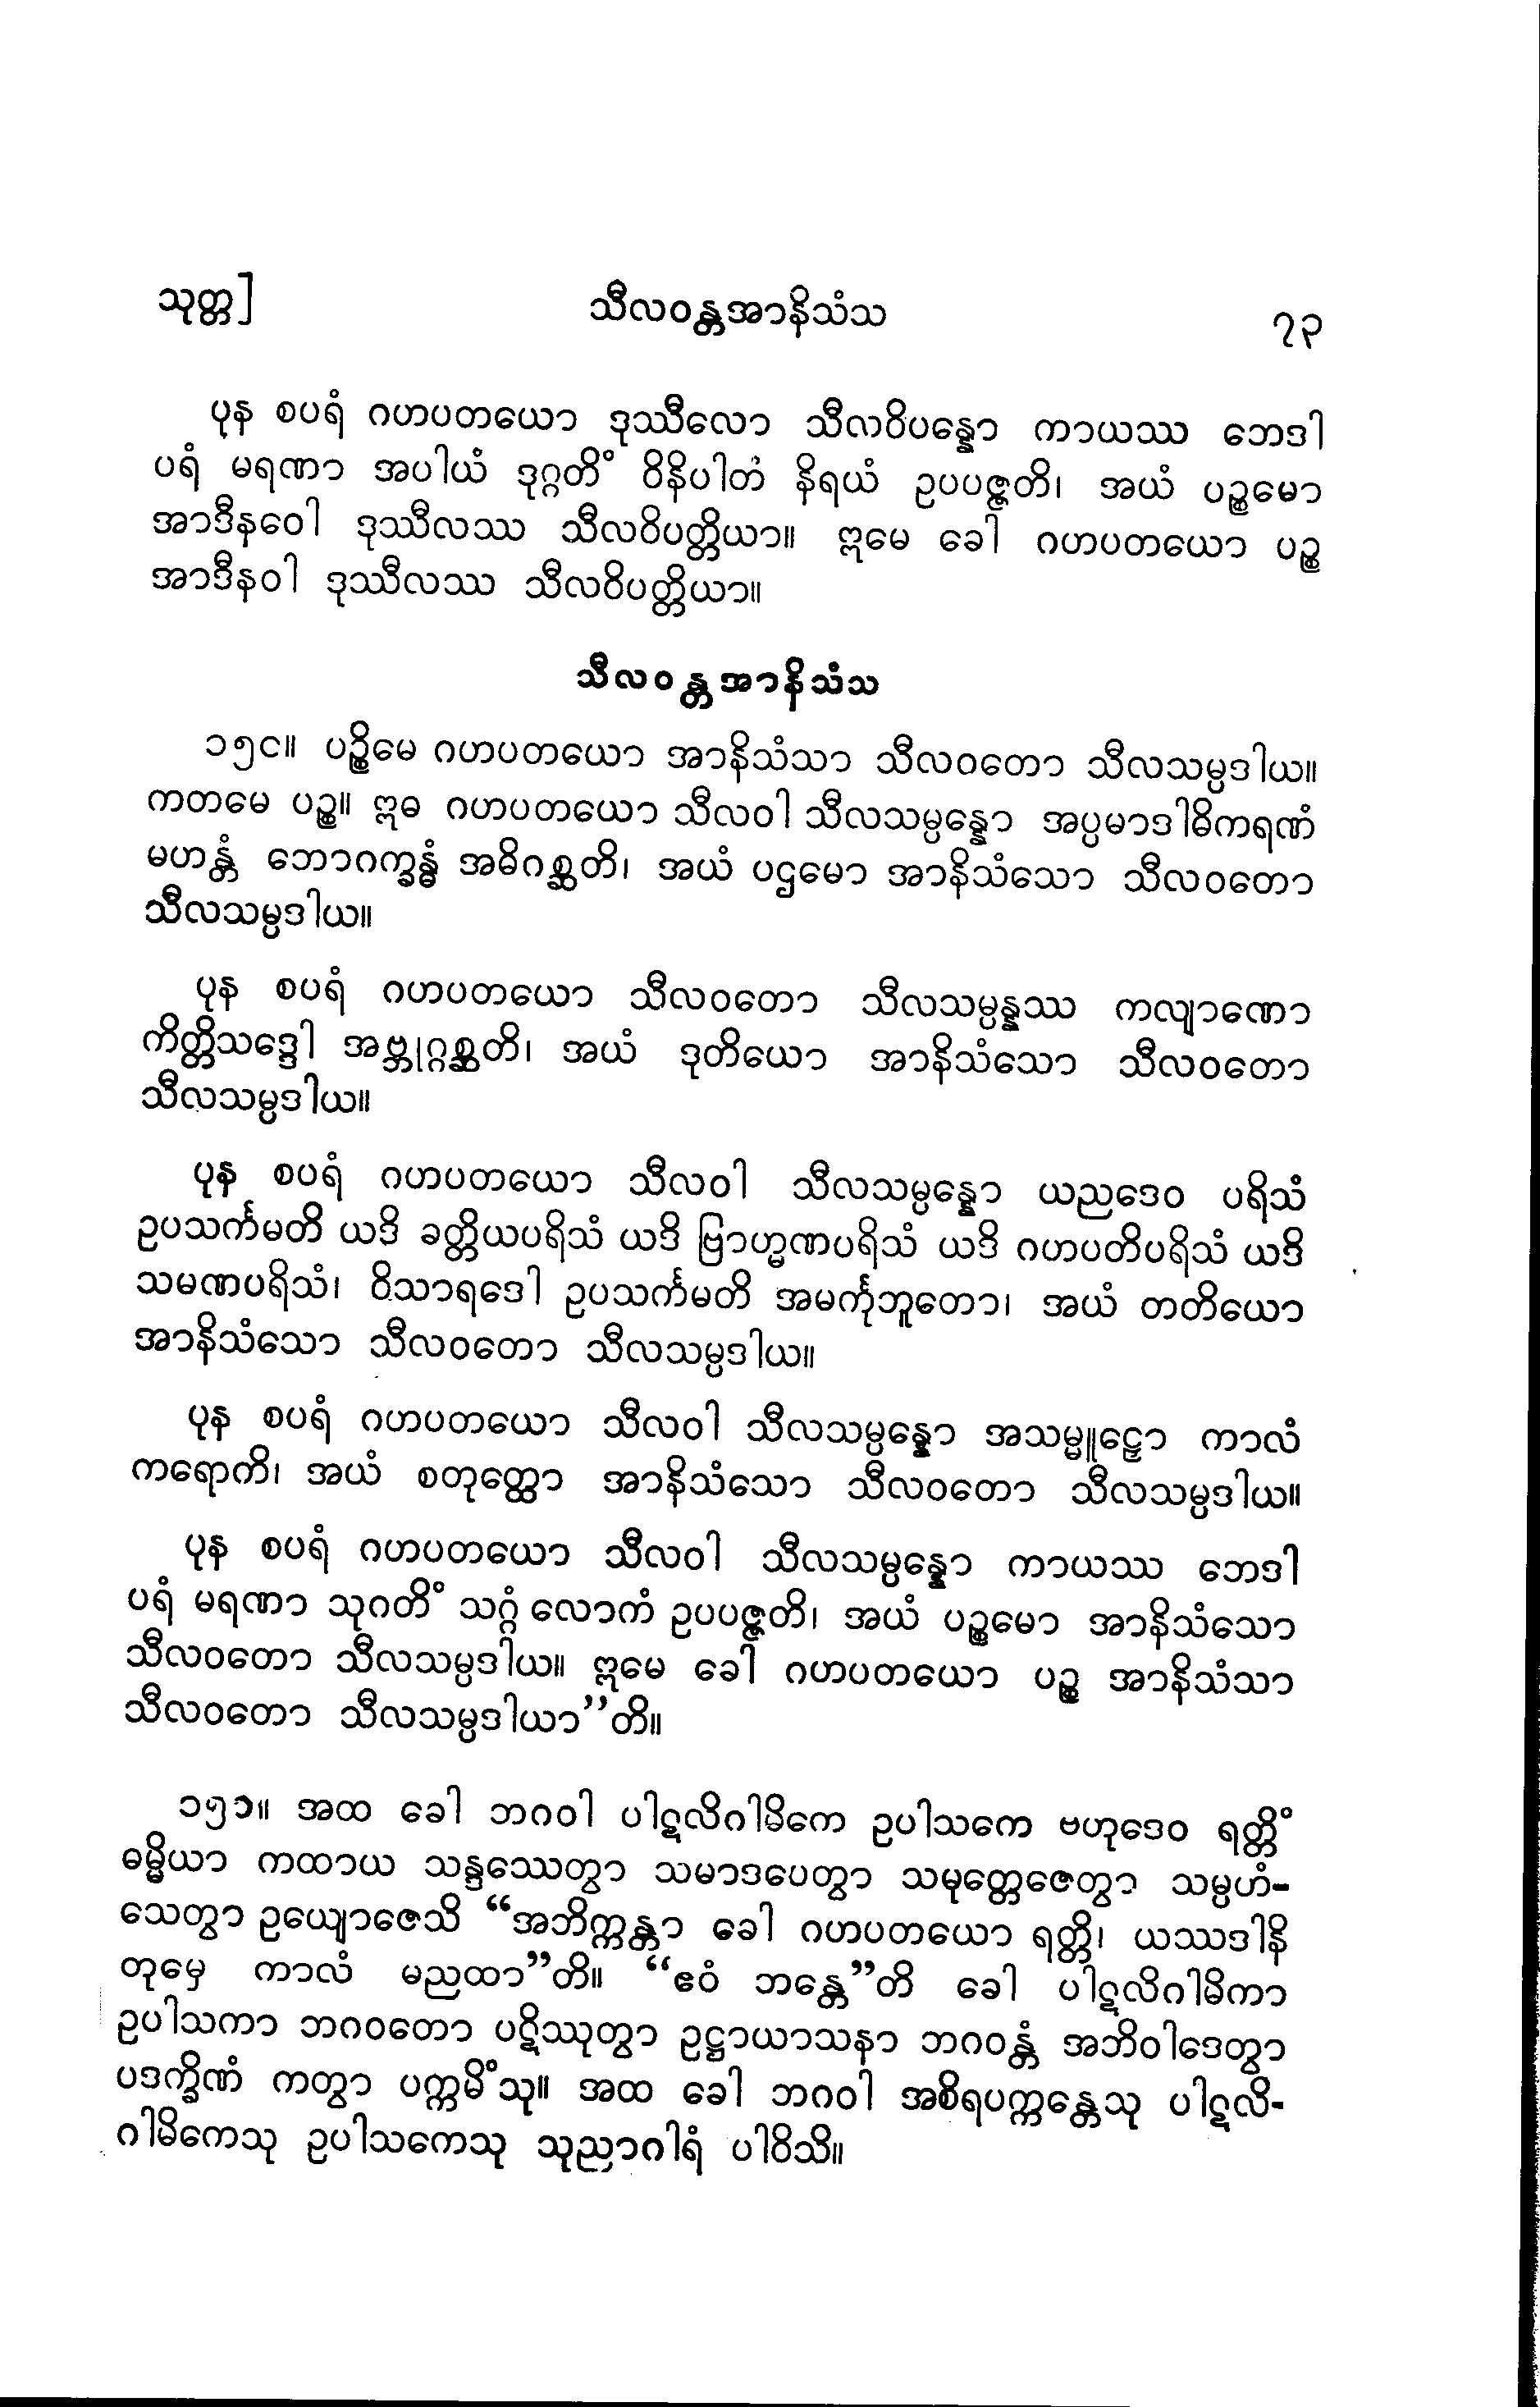 သုတ္တ]
သီလဝန္တအာနိသံသ
၇၃
ပုန စပရံ ဂဟပတယော ဒုဿီလော သီလဝိပန္နော ကာယဿ ဘေဒါ
ပရံ မရဏာ အပါယံ ဒုဂ္ဂတိံ ဝိနိပါတံ နိရယံ ဥပပဇ္ဇတိ၊ အယံ ပဉ္စမော
အာဒီနဝေါ ဒုဿီလဿ သီလဝိပတ္တိယာ။ ဣမေ ခေါ ဂဟပတယော ပဉ္စ
အာဒီနဝါ ဒုဿီလဿ သီလဝိပတ္တိယာ။
သီလဝန္တအာနိသံသ
၁၅၀။ ပဉ္စိမေ ဂဟပတယော အာနိသံသာ သီလဝတော သီလသမ္ပဒါယ။
ကတမေ ပဉ္စ။ ဣဓ ဂဟပတယော သီလဝါ သီလသမ္ပန္နော အပ္ပမာဒါဓိကရဏံ
မဟန္တံ ဘောဂက္ခန္ဓံ အဓိဂစ္ဆတိ၊ အယံ ပဌမော အာနိသံသော သီလဝတော
သီလသမ္ပဒါယ။
ပုန စပရံ ဂဟပတယော သီလဝတော သီလသမ္ပန္နဿ ကလျာဏော
ကိတ္တိသဒ္ဒေါ အဗ္ဘုဂ္ဂစ္ဆတိ၊ အယံ ဒုတိယော အာနိသံသော သီလဝတော
သီလသမ္ပဒါယ။
ပုန စပရံ ဂဟပတယော သီလဝါ သီလသမ္ပန္နော ယညဒေဝ ပရိသံ
ဥပသင်္ကမတိ ယဒိ ခတ္တိယပရိသံ ယဒိ ဗြာဟ္မဏပရိသံ ယဒိ ဂဟပတိပရိသံ ယဒိ
သမဏပရိသံ၊ ဝိသာရဒေါ ဥပသင်္ကမတိ အမင်္ကုဘူတော၊ အယံ တတိယော
အာနိသံသော သီလဝတော သီလသမ္ပဒါယ။
ပုန စပရံ ဂဟပတယော သီလဝါ သီလသမ္ပန္နော အသမ္မူဠှော ကာလံ
ကရောကိ၊ အယံ စတုတ္ထော အာနိသံသော သီလဝတော သီလသမ္ပဒါယ။
ပုန စပရံ ဂဟပတယော သီလဝါ သီလသမ္ပန္နော ကာယဿ ဘေဒါ
ပရံ မရဏာ သုဂတိံ သဂ္ဂံ လောကံ ဥပပဇ္ဇတိ၊ အယံ ပဉ္စမော အာနိသံသော
သီလဝတော သီလသမ္ပဒါယ။ ဣမေ ခေါ ဂဟပတယော ပဉ္စ အာနိသံသာ
သီလဝတော သီလသမ္ပဒါယာ”တိ။
၁၅၁။ အထ ခေါ ဘဂဝါ ပါဋလိဂါမိကေ ဥပါသကေ ဗဟုဒေဝ ရတ္တိံ
ဓမ္မိယာ ကထာယ သန္ဒဿေတွာ သမာဒပေတွာ သမုတ္တေဇေတွာ သမ္ပဟံ-
သေတွာ ဥယျောဇေသိ “အဘိက္ကန္တာ ခေါ ဂဟပတယော ရတ္တိ၊ ယဿဒါနိ
တုမှေ ကာလံ မညထာ”တိ။ “ဧဝံ ဘန္တေ”တိ ခေါ ပါဋလိဂါမိကာ
ဥပါသကာ ဘဂဝတော ပဋိဿုတွာ ဥဋ္ဌာယာသနာ ဘဂဝန္တံ အဘိဝါဒေတွာ
ပဒက္ခိဏံ ကတွာ ပက္ကမိံသု။ အထ ခေါ ဘဂဝါ အစိရပက္ကန္တေသု ပါဋလိ-
ဂါမိကေသု ဥပါသကေသု သုညာဂါရံ ပါဝိသိ။